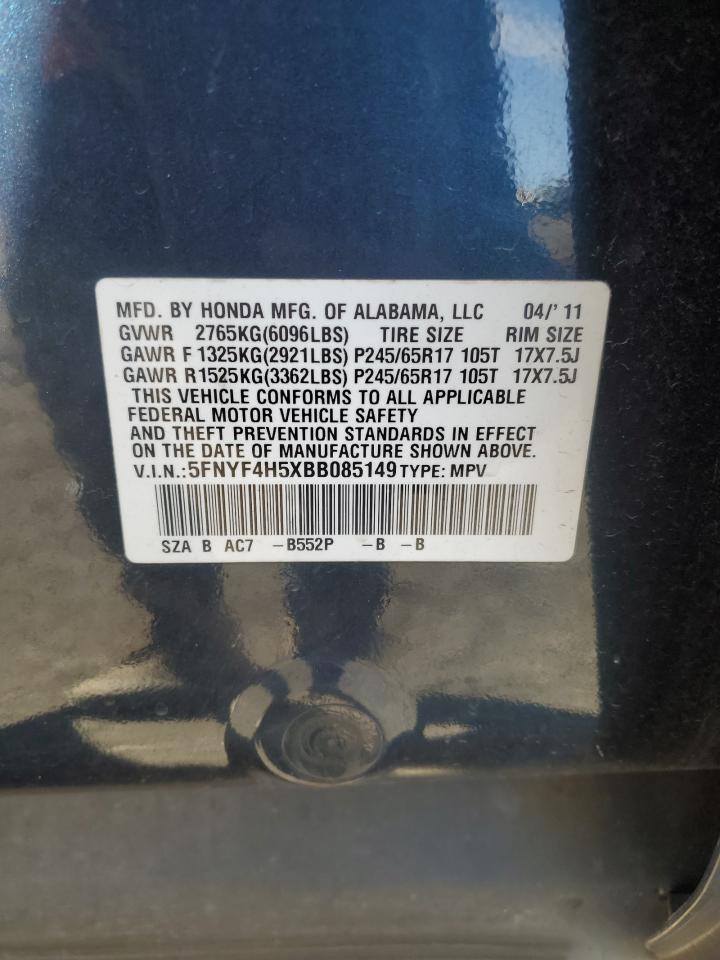 MFD. BY HONDA MFG. OF ALABAMA, LLC 04/'11
GVWR 2765KG(6096LBS) TIRE SIZE RIM SIZE
GAWR F 1325KG(2921LBS) P245/65R17 105T 17X7.5J
GAWR R1525KG(3362LBS) P245/65R17 105T 17X7.5J
THIS VEHICLE CONFORMS TO ALL APPLICABLE
FEDERAL MOTOR VEHICLE SAFETY
AND THEFT PREVENTION STANDARDS IN EFFECT
ON THE DATE OF MANUFACTURE SHOWN ABOVE.
V.I.N.: 5FNYF4H5XBB085149 TYPE: MPV
SZA B AC7 -B552P -B -B